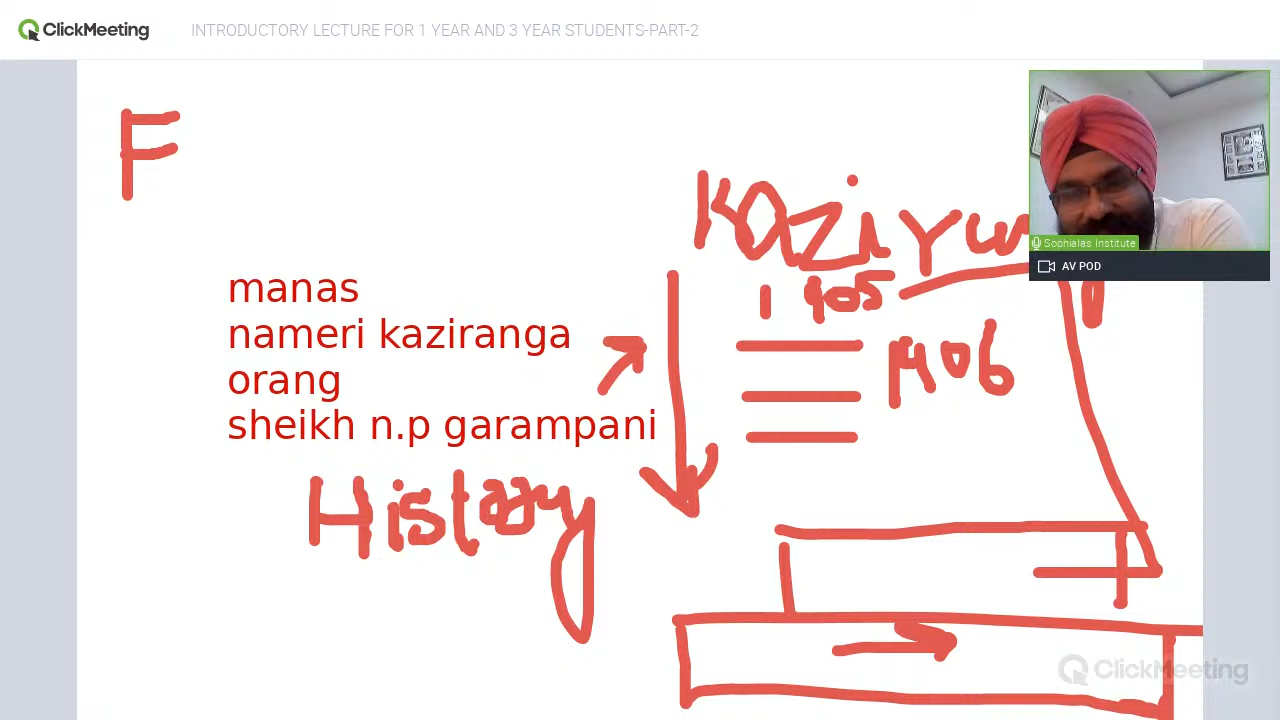 ClickMeeting
INTRODUCTORY LECTURE FOR 1 YEAR AND 3 YEAR STUDENTS-PART-2
F
manas
nameri kaziranga
orang
sheikh n.p garampani
History
1905
1406
Sophialas Institute
AV POD
ClickMeeting